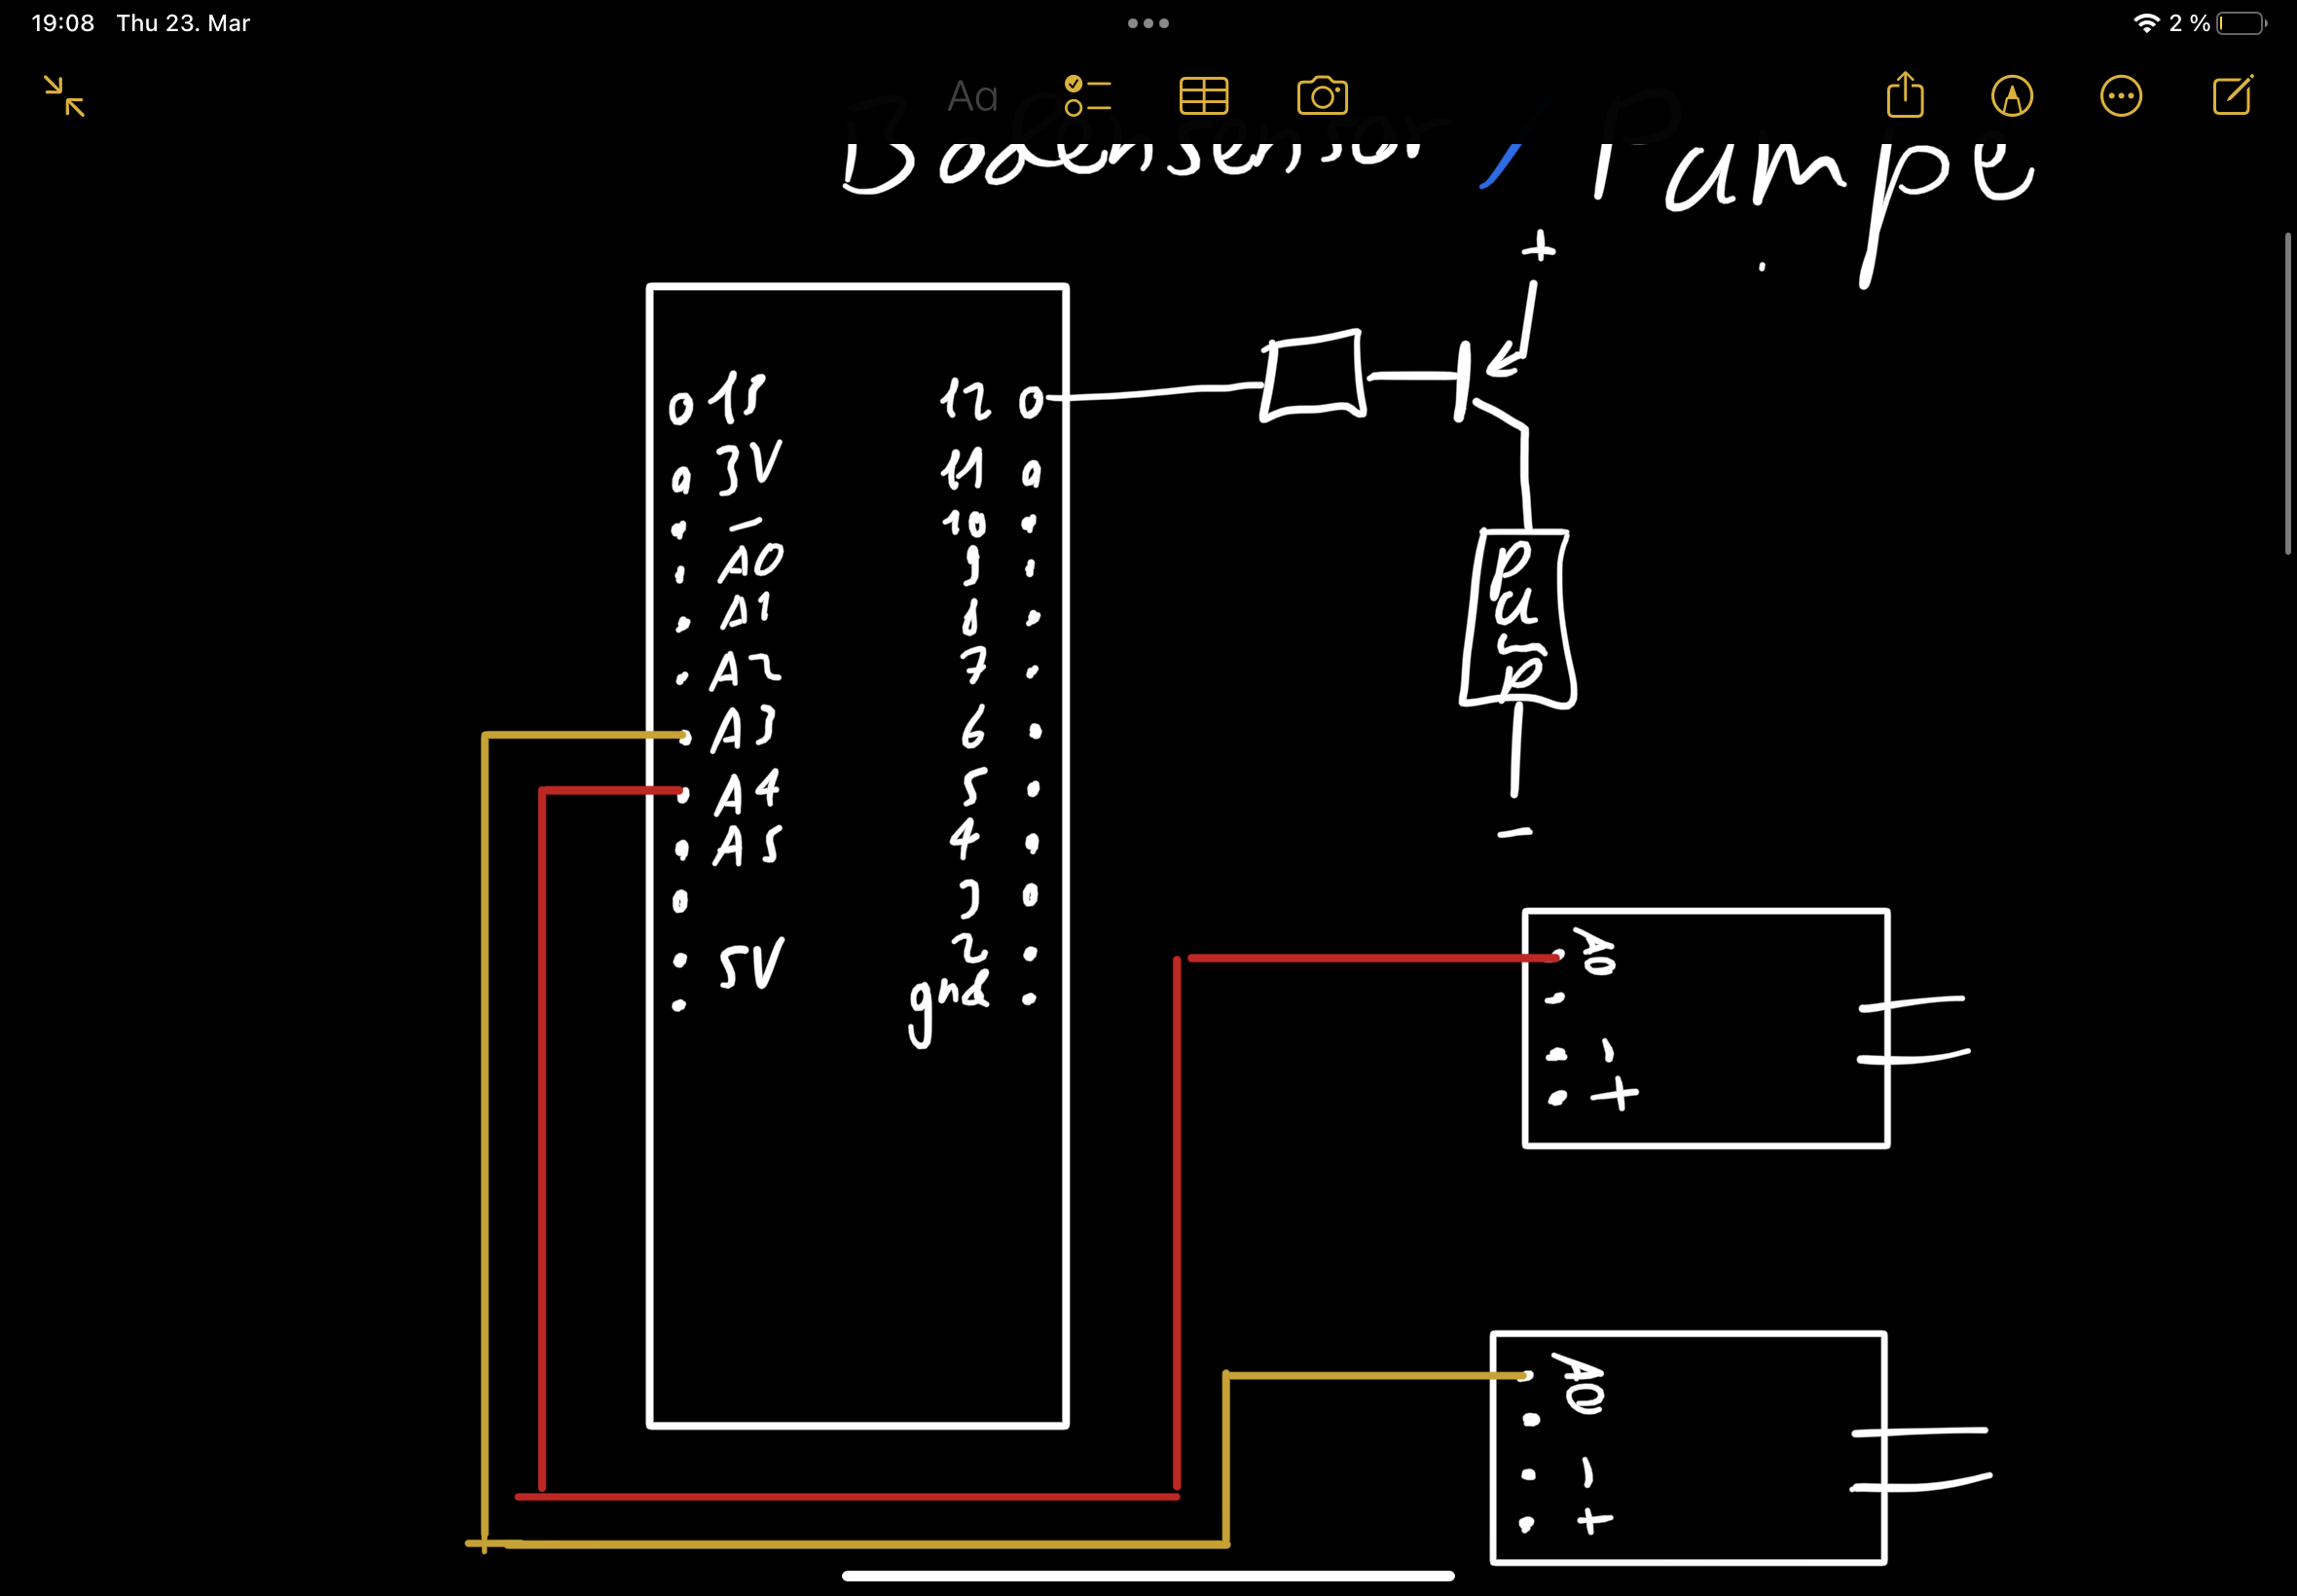 19:08 Thu 23. Mar
2 %
Aa
Bodensensor / Pumpe
+
13 12
3V 11
- 10
A0 9
A1 8
A2 7
A3 6
A4 5
A5 4
3
5V 2
gnd
Pump
-
A0
-
+
A0
-
+